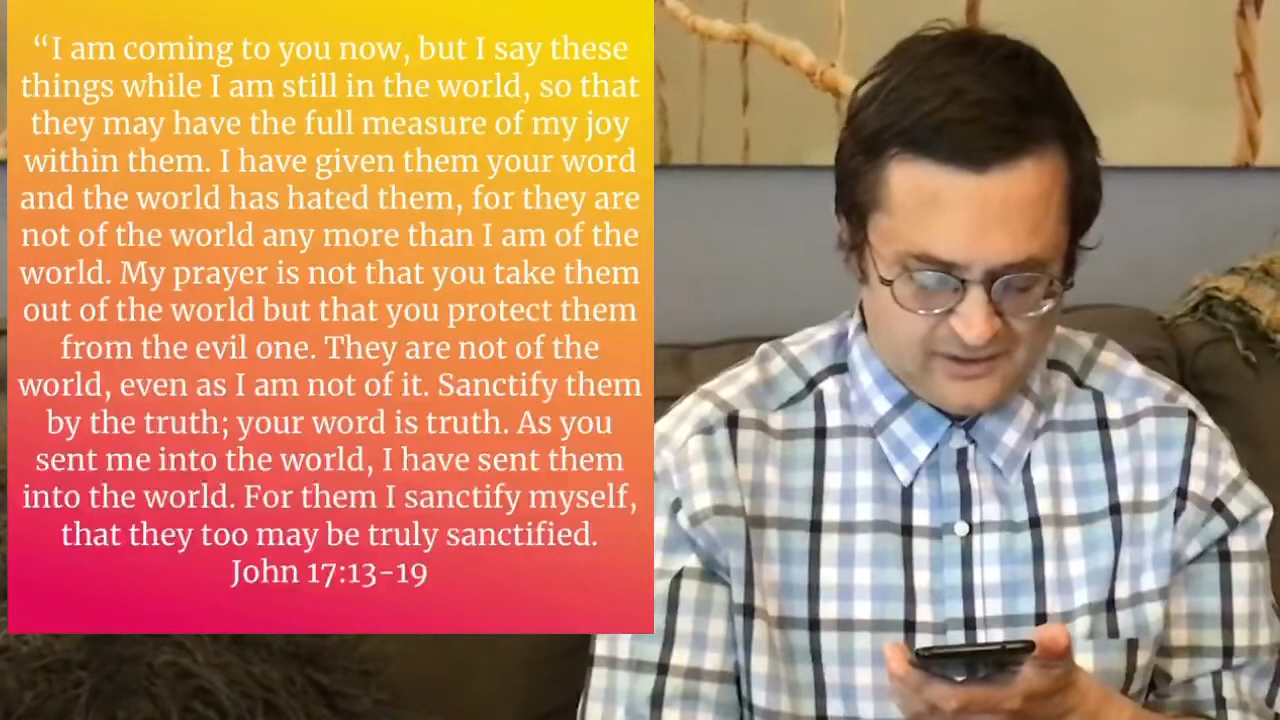 “I am coming to you now, but I say these
things while I am still in the world, so that
they may have the full measure of my joy
within them. I have given them your word
and the world has hated them, for they are
not of the world any more than I am of the
world. My prayer is not that you take them
out of the world but that you protect them
from the evil one. They are not of the
world, even as I am not of it. Sanctify them
by the truth; your word is truth. As you
sent me into the world, I have sent them
into the world. For them I sanctify myself,
that they too may be truly sanctified.
John 17:13-19